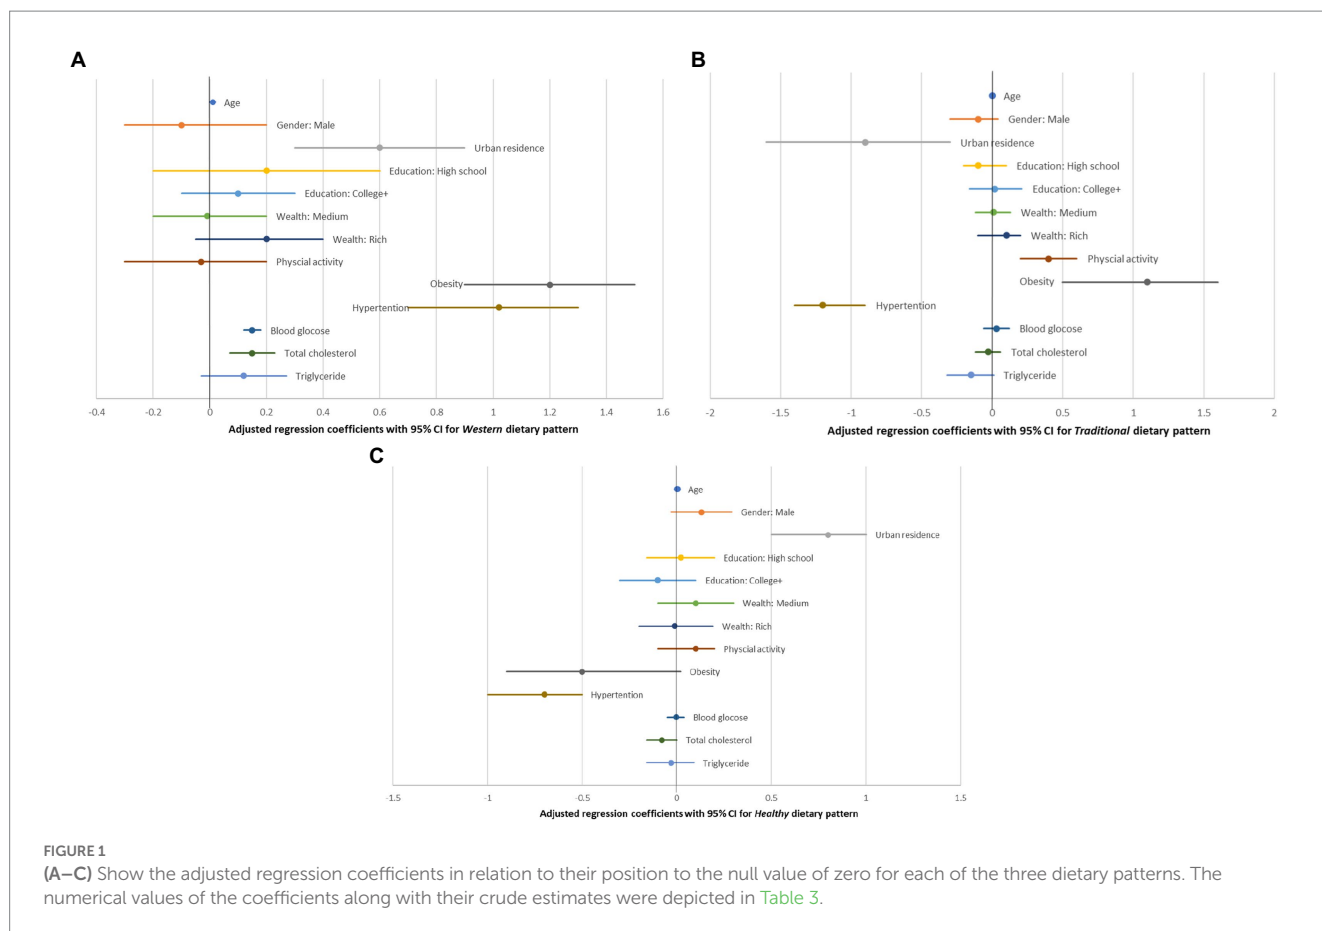 A
Age
Gender: Male
Urban residence
Education: High school
Education: College+
Wealth: Medium
Wealth: Rich
Physcial activity
Obesity
Hypertention
Blood glucose
Total cholesterol
Triglyceride
-0.4 -0.2 0 0.2 0.4 0.6 0.8 1 1.2 1.4 1.6
Adjusted regression coefficients with 95% CI for Western dietary pattern
B
Age
Gender: Male
Urban residence
Education: High school
Education: College+
Wealth: Medium
Wealth: Rich
Physcial activity
Obesity
Hypertention
Blood glucose
Total cholesterol
Triglyceride
-2 -1.5 -1 -0.5 0 0.5 1 1.5 2
Adjusted regression coefficients with 95% CI for Traditional dietary pattern
C
Age
Gender: Male
Urban residence
Education: High school
Education: College+
Wealth: Medium
Wealth: Rich
Physcial activity
Obesity
Hypertention
Blood glucose
Total cholesterol
Triglyceride
-1.5 -1 -0.5 0 0.5 1 1.5
Adjusted regression coefficients with 95% CI for Healthy dietary pattern
FIGURE 1
(A–C) Show the adjusted regression coefficients in relation to their position to the null value of zero for each of the three dietary patterns. The
numerical values of the coefficients along with their crude estimates were depicted in Table 3.